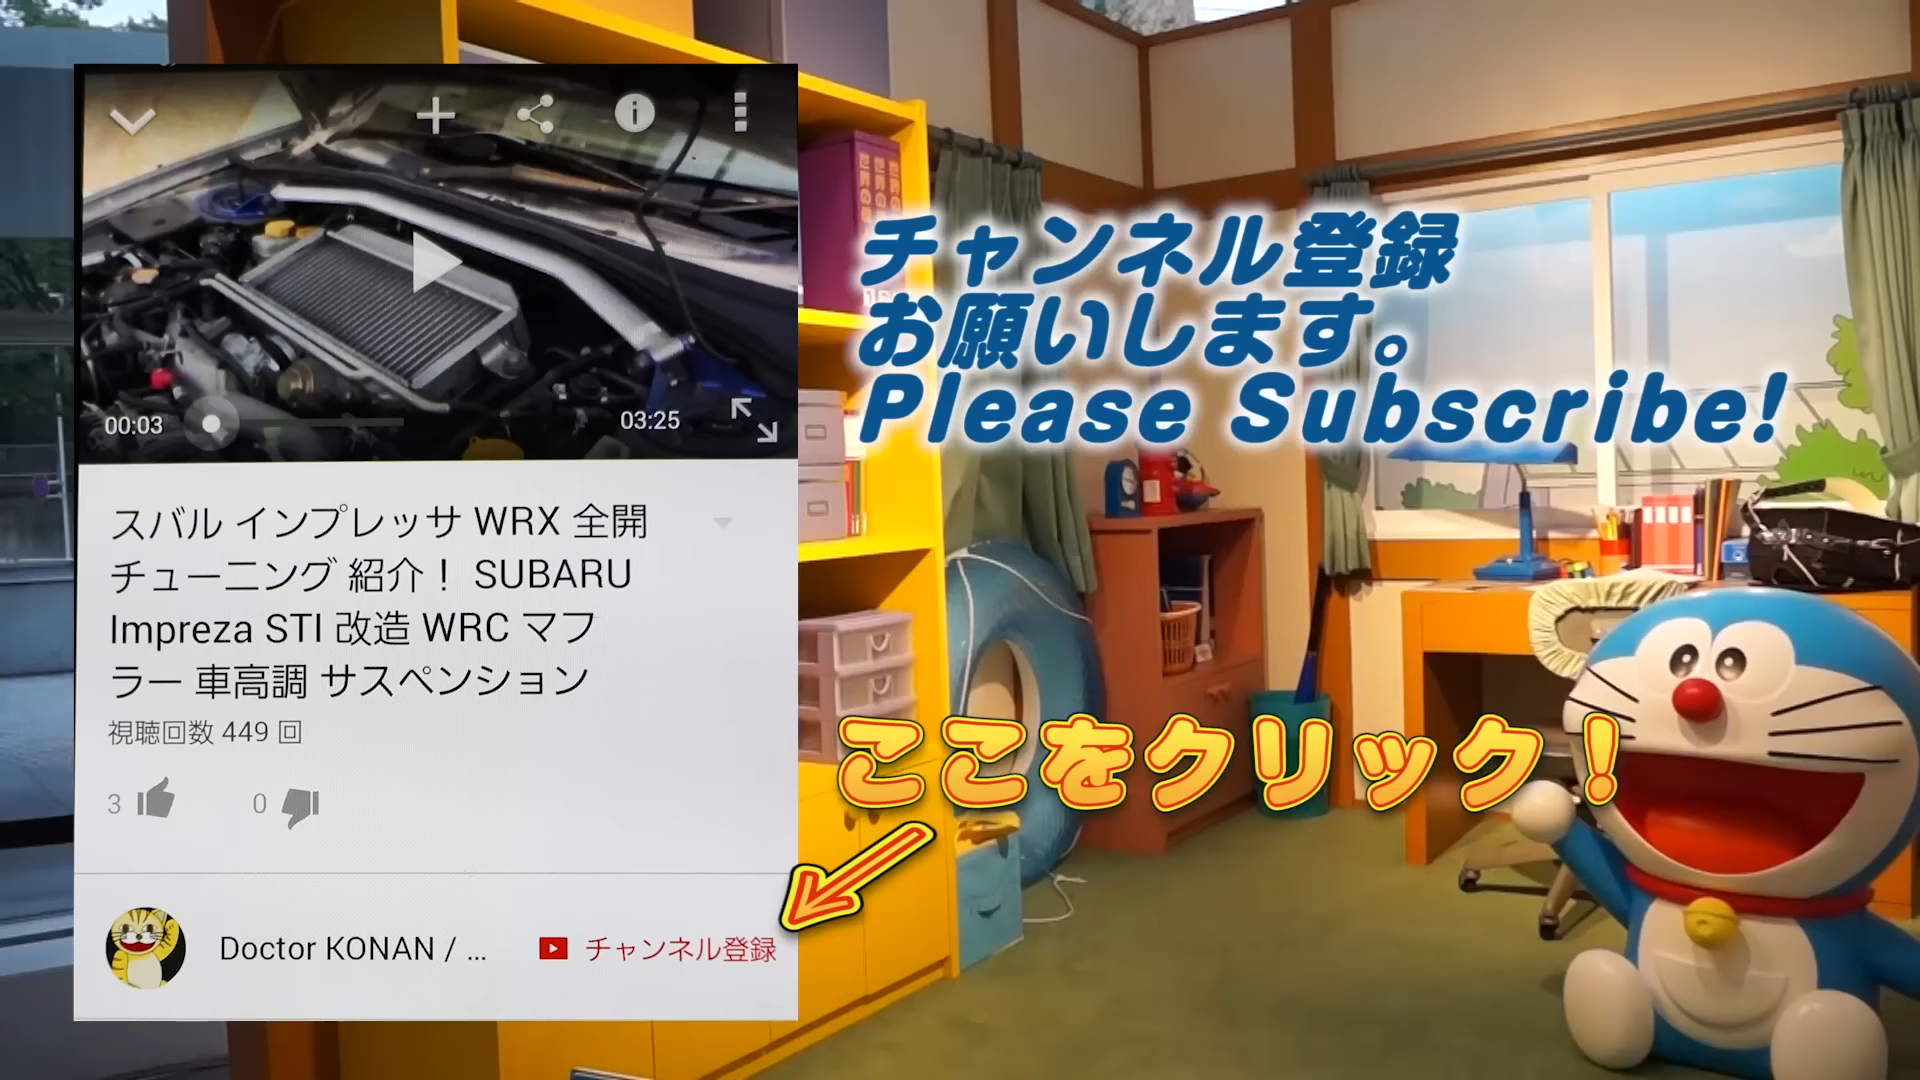 00:03
03:25
スバル インプレッサ WRX 全開
チューニング 紹介！ SUBARU
Impreza STI 改造 WRC マフ
ラー 車高調 サスペンション
視聴回数 449 回
3
0
Doctor KONAN / ...
チャンネル登録
チャンネル登録
お願いします。
Please Subscribe!
ここをクリック！